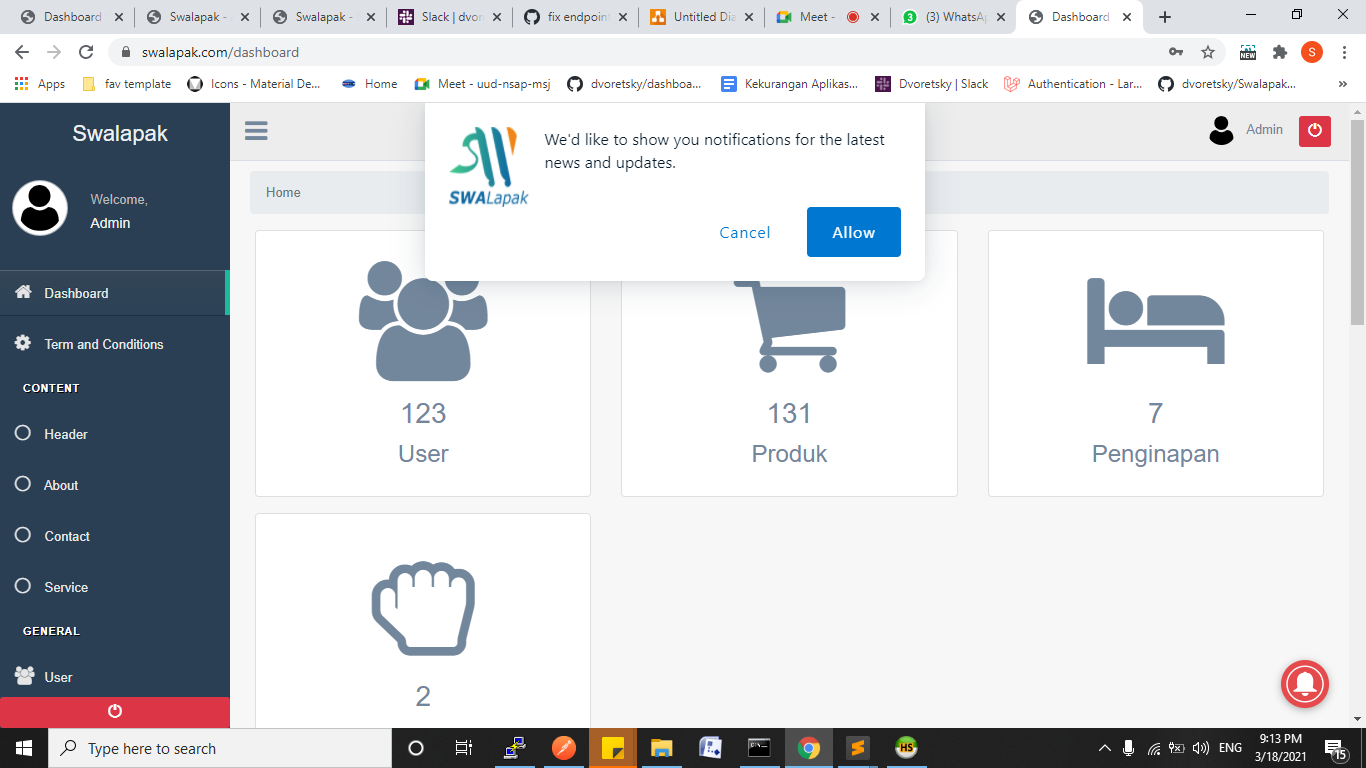 Dashboard
Swalapak -
Swalapak -
Slack | dvor
fix endpoin
Untitled Dia
Meet -
(3) WhatsA
Dashboard
swalapak.com/dashboard
Apps
fav template
Icons - Material De...
Home
Meet - uud-nsap-msj
dvoretsky/dashboa...
Kekurangan Aplikas...
Dvoretsky | Slack
Authentication - Lar...
dvoretsky/Swalapak...
»
NEW
S
Swalapak
Welcome,
Admin
Dashboard
Term and Conditions
CONTENT
Header
About
Contact
Service
GENERAL
User
Admin
SWALapak
We'd like to show you notifications for the latest
news and updates.
Cancel
Allow
Home
123
User
131
Produk
7
Penginapan
2
Type here to search
HS
ENG
9:13 PM
3/18/2021
15